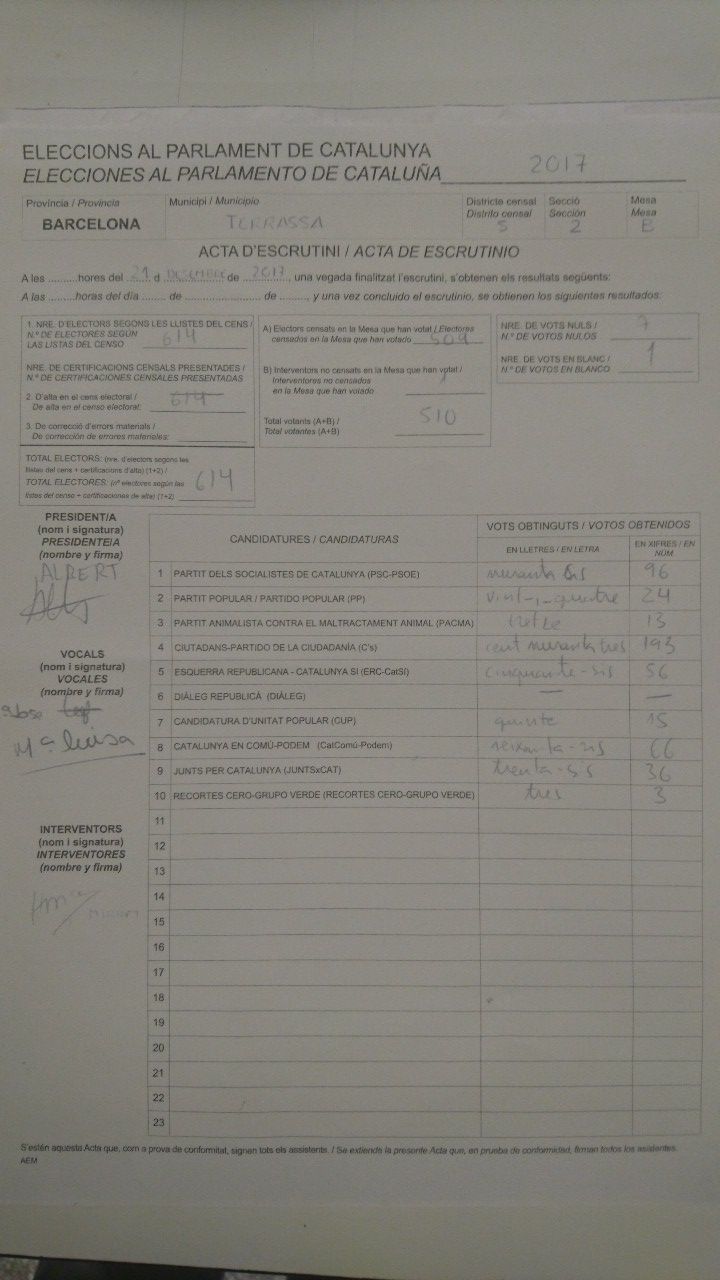 ELECCIONS AL PARLAMENT DE CATALUNYA
ELECCIONES AL PARLAMENTO DE CATALUÑA 2017
Província / Provincia Municipi / Municipio Districte censal Secció Mesa
Distrito censal Sección Mesa
BARCELONA TERRASSA 5 2 B
ACTA D'ESCRUTINI / ACTA DE ESCRUTINIO
A les ..........hores del 21 d DESEMBRE de 2017, una vegada finalitzat l'escrutini, s'obtenen els resultats següents:
A las .........horas del día ....... de ........................ de ........, y una vez concluido el escrutinio, se obtienen los siguientes resultados:
1. NRE. D'ELECTORS SEGONS LES LLISTES DEL CENS /
N.º DE ELECTORES SEGÚN
LAS LISTAS DEL CENSO 614
NRE. DE CERTIFICACIONS CENSALS PRESENTADES /
N.º DE CERTIFICACIONES CENSALES PRESENTADAS
2. D'alta en el cens electoral /
De alta en el censo electoral: 614
3. De correcció d'errors materials /
De corrección de errores materiales:
TOTAL ELECTORS: (nre. d'electors segons les
llistes del cens + certificacions d'alta) (1+2) /
TOTAL ELECTORES: (nº electores según las
listas del censo + certificaciones de alta) (1+2) 614
A) Electors censats en la Mesa que han votat / Electores
censados en la Mesa que han votado 509
B) Interventors no censats en la Mesa que han votat /
Interventores no censados
en la Mesa que han votado 1
Total votants (A+B) /
Total votantes (A+B) 510
NRE. DE VOTS NULS /
N.º DE VOTOS NULOS 7
NRE. DE VOTS EN BLANC /
N.º DE VOTOS EN BLANCO 1
PRESIDENT/A
(nom i signatura)
PRESIDENTE/A
(nombre y firma)
ALBERT
VOCALS
(nom i signatura)
VOCALES
(nombre y firma)
Mª luisa
INTERVENTORS
(nom i signatura)
INTERVENTORES
(nombre y firma)
CANDIDATURES / CANDIDATURAS VOTS OBTINGUTS / VOTOS OBTENIDOS
EN LLETRES / EN LETRA EN XIFRES / EN NÚM
1 PARTIT DELS SOCIALISTES DE CATALUNYA (PSC-PSOE) noranta sis 96
2 PARTIT POPULAR / PARTIDO POPULAR (PP) vint-i-quatre 24
3 PARTIT ANIMALISTA CONTRA EL MALTRACTAMENT ANIMAL (PACMA) tretze 13
4 CIUTADANS-PARTIDO DE LA CIUDADANÍA (C's) cent noranta tres 193
5 ESQUERRA REPUBLICANA - CATALUNYA SÍ (ERC-CatSí) cinquanta-sis 56
6 DIÀLEG REPUBLICÀ (DIÀLEG) — —
7 CANDIDATURA D'UNITAT POPULAR (CUP) quinze 15
8 CATALUNYA EN COMÚ-PODEM (CatComú-Podem) seixanta-sis 66
9 JUNTS PER CATALUNYA (JUNTSxCAT) trenta-sis 36
10 RECORTES CERO-GRUPO VERDE (RECORTES CERO-GRUPO VERDE) tres 3
11
12
13
14
15
16
17
18
19
20
21
22
23
S'estén aquesta Acta que, com a prova de conformitat, signen tots els assistents. / Se extiende la presente Acta que, en prueba de conformidad, firman todos los asistentes.
AEM